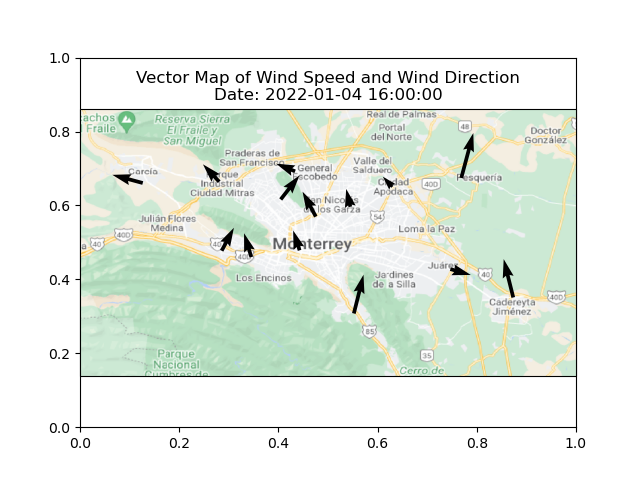 Vector Map of Wind Speed and Wind Direction
Date: 2022-01-04 16:00:00
1.0
0.8
0.6
0.4
0.2
0.0
0.0
0.2
0.4
0.6
0.8
1.0
Real de Palmas
achos
Fraile
Reserva Sierra
El Fraile y
San Miguel
48
Portal
del Norte
Doctor
González
Praderas de
San Francisco
General
Escobedo
Valle del
Salduero
García
Parque
Industrial
Ciudad Mitras
Ciudad
Apodaca
40D
Pesquería
San Nicolás
de los Garza
54
Julián Flores
Medina
Loma la Paz
40
40D
40
Monterrey
40D
Los Encinos
Jardines
de la Silla
Juárez
40
Cadereyta
Jiménez
40D
85
35
Parque
Nacional
Cumbres de
Cerro de